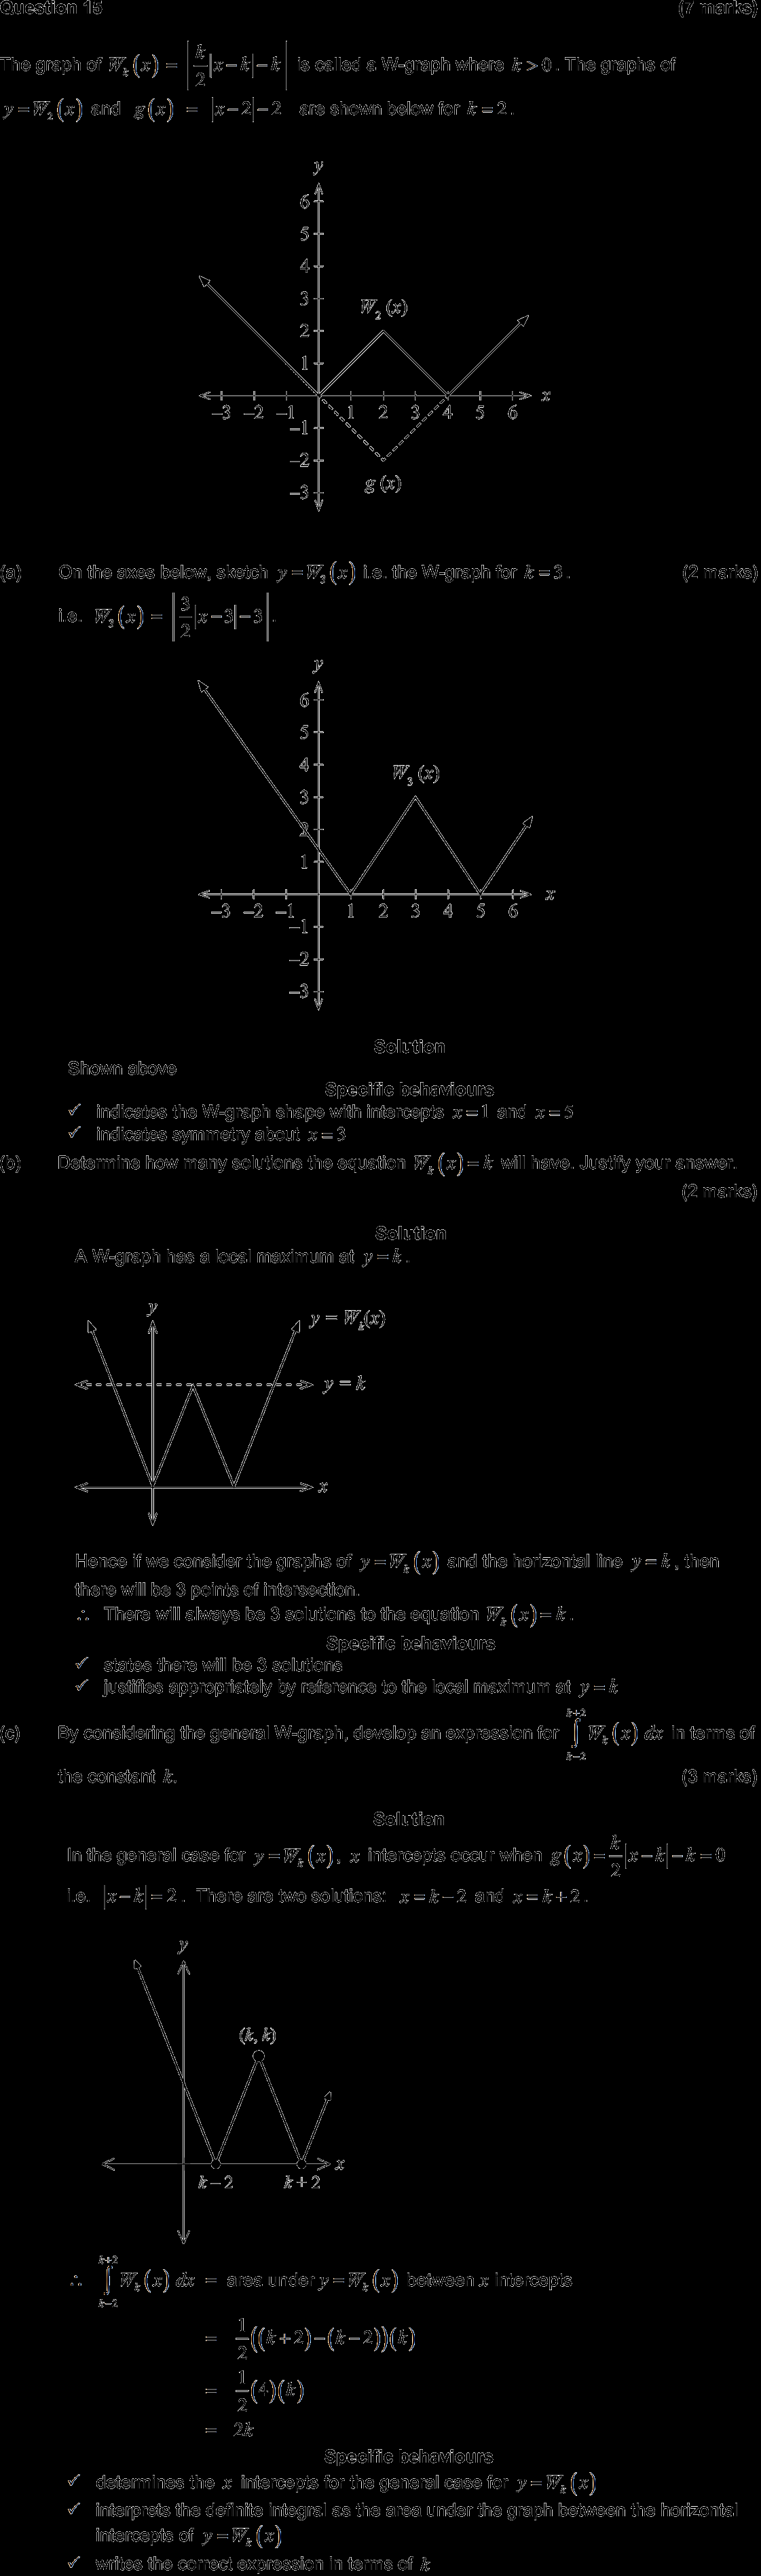 Question 15 (7 marks)
The graph of W_k(x) = |k/2|x−k|−k| is called a W-graph where k > 0. The graphs of
y = W_2(x) and g(x) = |x−2|−2 are shown below for k = 2.
y
6
5
4
3
W_2(x)
2
1
−3 −2 −1 1 2 3 4 5 6 x
−1
−2
g(x)
−3
(a) On the axes below, sketch y = W_3(x) i.e. the W-graph for k = 3. (2 marks)
i.e. W_3(x) = |3/2|x−3|−3|.
y
6
5
4
W_3(x)
3
2
1
−3 −2 −1 1 2 3 4 5 6 x
−1
−2
−3
Solution
Shown above
Specific behaviours
✓ indicates the W-graph shape with intercepts x = 1 and x = 5
✓ indicates symmetry about x = 3
(b) Determine how many solutions the equation W_k(x) = k will have. Justify your answer.
(2 marks)
Solution
A W-graph has a local maximum at y = k.
y
y = W_k(x)
y = k
x
Hence if we consider the graphs of y = W_k(x) and the horizontal line y = k, then
there will be 3 points of intersection.
∴ There will always be 3 solutions to the equation W_k(x) = k.
Specific behaviours
✓ states there will be 3 solutions
✓ justifies appropriately by reference to the local maximum at y = k
(c) By considering the general W-graph, develop an expression for ∫_{k−2}^{k+2} W_k(x) dx in terms of
the constant k. (3 marks)
Solution
In the general case for y = W_k(x), x intercepts occur when g(x) = k/2|x−k|−k = 0
i.e. |x−k| = 2. There are two solutions: x = k−2 and x = k+2.
y
(k, k)
x
k−2 k+2
∴ ∫_{k−2}^{k+2} W_k(x) dx = area under y = W_k(x) between x intercepts
= 1/2((k+2)−(k−2))(k)
= 1/2(4)(k)
= 2k
Specific behaviours
✓ determines the x intercepts for the general case for y = W_k(x)
✓ interprets the definite integral as the area under the graph between the horizontal
intercepts of y = W_k(x)
✓ writes the correct expression in terms of k